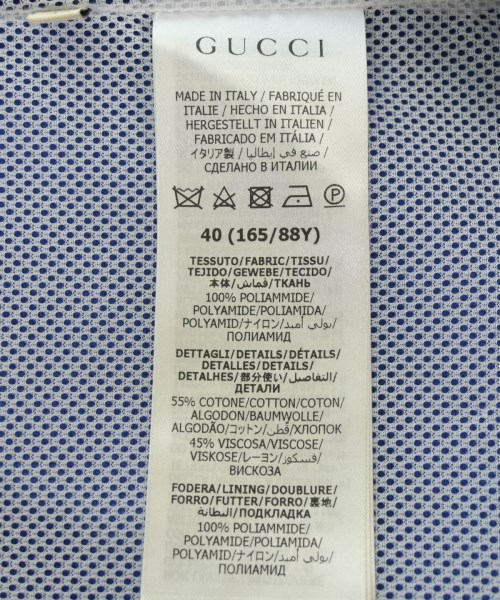 GUCCI
MADE IN ITALY / FABRIQUÉ EN
ITALIE / HECHO EN ITALIA /
HERGESTELLT IN ITALIEN /
FABRICADO EM ITÁLIA /
イタリア製 / صنع في إيطاليا /
СДЕЛАНО В ИТАЛИИ
P
40 (165/88Y)
TESSUTO/FABRIC/TISSU/
TEJIDO/GEWEBE/TECIDO/
本体/قماش/ТКАНЬ
100% POLIAMMIDE/
POLYAMIDE/POLIAMIDA/
POLYAMID/ナイロン/بولي أميد/
ПОЛИАМИД
DETTAGLI/DETAILS/DÉTAILS/
DETALLES/DETAILS/
DETALHES/部分使い/التفاصيل/
ДЕТАЛИ
55% COTONE/COTTON/COTON/
ALGODON/BAUMWOLLE/
ALGODÃO/コットン/قطن/ХЛОПОК
45% VISCOSA/VISCOSE/
VISKOSE/レーヨン/فسكوز/
ВИСКОЗА
FODERA/LINING/DOUBLURE/
FORRO/FUTTER/FORRO/裏地/
البطانة/ПОДКЛАДКА
100% POLIAMMIDE/
POLYAMIDE/POLIAMIDA/
POLYAMID/ナイロン/بولي أميد/
ПОЛИАМИД